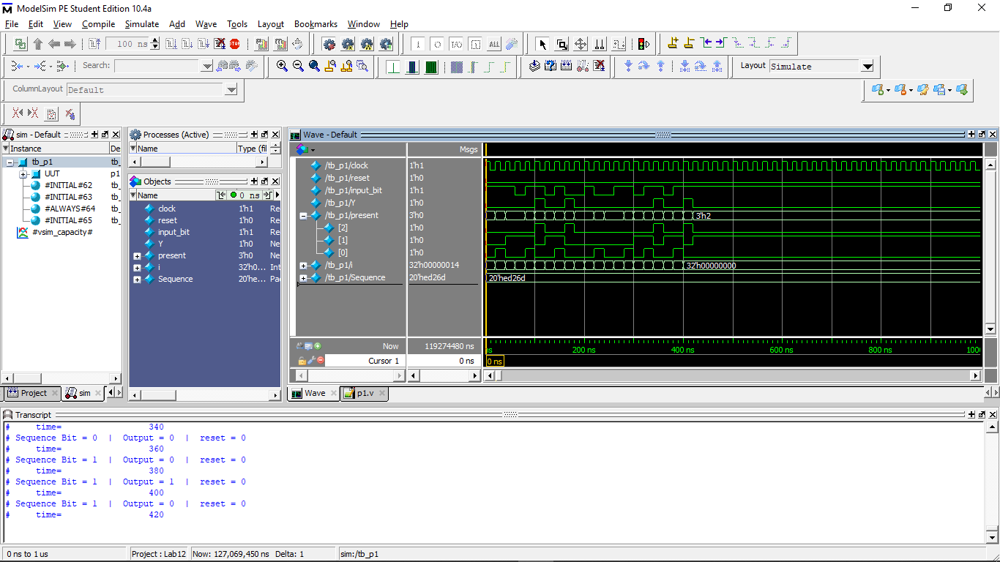 ModelSim PE Student Edition 10.4a
File Edit View Compile Simulate Add Wave Tools Layout Bookmarks Window Help
100 ns
Search:
Layout Simulate
ColumnLayout Default
sim - Default
Instance De
tb_p1 tb_
UUT p1
#INITIAL#62 tb_
#INITIAL#63 tb_
#ALWAYS#64 tb_
#INITIAL#65 tb_
#vsim_capacity#
Project sim
Processes (Active)
Name Type (fil
Objects
Name 0 ns
clock 1'h1 Re
reset 1'h0 Re
input_bit 1'h1 Re
Y 1'h0 Ne
present 3'h0 Ne
i 32'h0... Int
Sequence 20'he... Pa
Wave - Default
Msgs
/tb_p1/clock 1'h1
/tb_p1/reset 1'h0
/tb_p1/input_bit 1'h1
/tb_p1/Y 1'h0
/tb_p1/present 3'h0 3'h2
[2] 1'h0
[1] 1'h0
[0] 1'h0
/tb_p1/i 32'h00000014 32'h00000000
/tb_p1/Sequence 20'hed26d 20'hed26d
Now 119274480 ns ns 200 ns 400 ns 600 ns 800 ns 1000
Cursor 1 0 ns 0 ns
Wave p1.v
Transcript
# time= 340
# Sequence Bit = 0 | Output = 0 | reset = 0
# time= 360
# Sequence Bit = 1 | Output = 0 | reset = 0
# time= 380
# Sequence Bit = 1 | Output = 1 | reset = 0
# time= 400
# Sequence Bit = 1 | Output = 0 | reset = 0
# time= 420
0 ns to 1 us Project : Lab12 Now: 127,069,450 ns Delta: 1 sim:/tb_p1